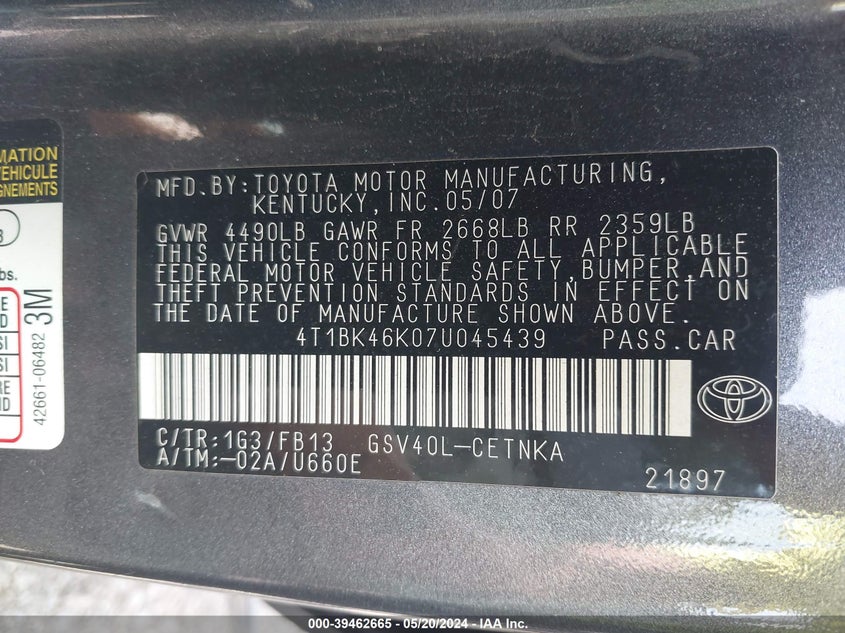 MATION
VEHICULE
GNEMENTS
bs.
3M
42661-06482
MFD.BY:TOYOTA MOTOR MANUFACTURING,
KENTUCKY,INC.05/07
GVWR 4490LB GAWR FR 2668LB RR 2359LB
THIS VEHICLE CONFORMS TO ALL APPLICABLE
FEDERAL MOTOR VEHICLE SAFETY,BUMPER,AND
THEFT PREVENTION STANDARDS IN EFFECT ON
THE DATE OF MANUFACTURE SHOWN ABOVE.
4T1BK46K07U045439 PASS.CAR
C/TR:1G3/FB13 GSV40L-CETNKA
A/TM:-02A/U660E
21897
000-39462665 - 05/20/2024 - IAA Inc.